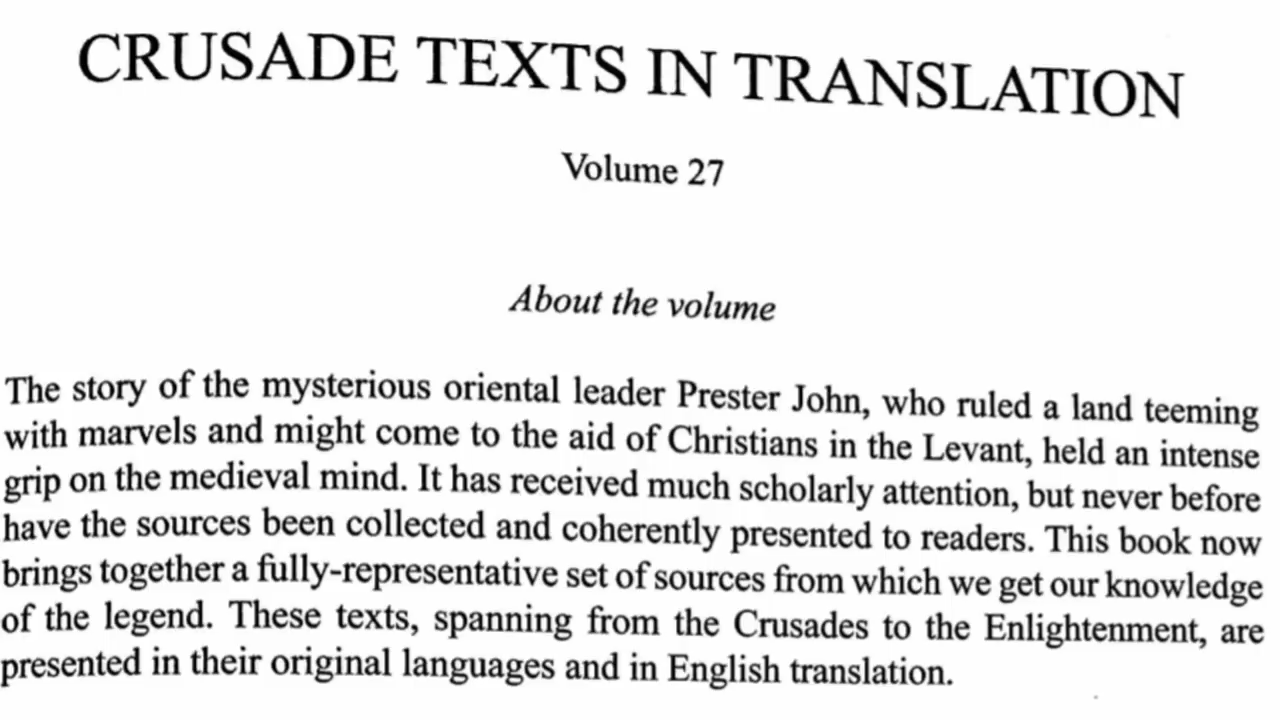 CRUSADE TEXTS IN TRANSLATION
Volume 27
About the volume
The story of the mysterious oriental leader Prester John, who ruled a land teeming
with marvels and might come to the aid of Christians in the Levant, held an intense
grip on the medieval mind. It has received much scholarly attention, but never before
have the sources been collected and coherently presented to readers. This book now
brings together a fully-representative set of sources from which we get our knowledge
of the legend. These texts, spanning from the Crusades to the Enlightenment, are
presented in their original languages and in English translation.